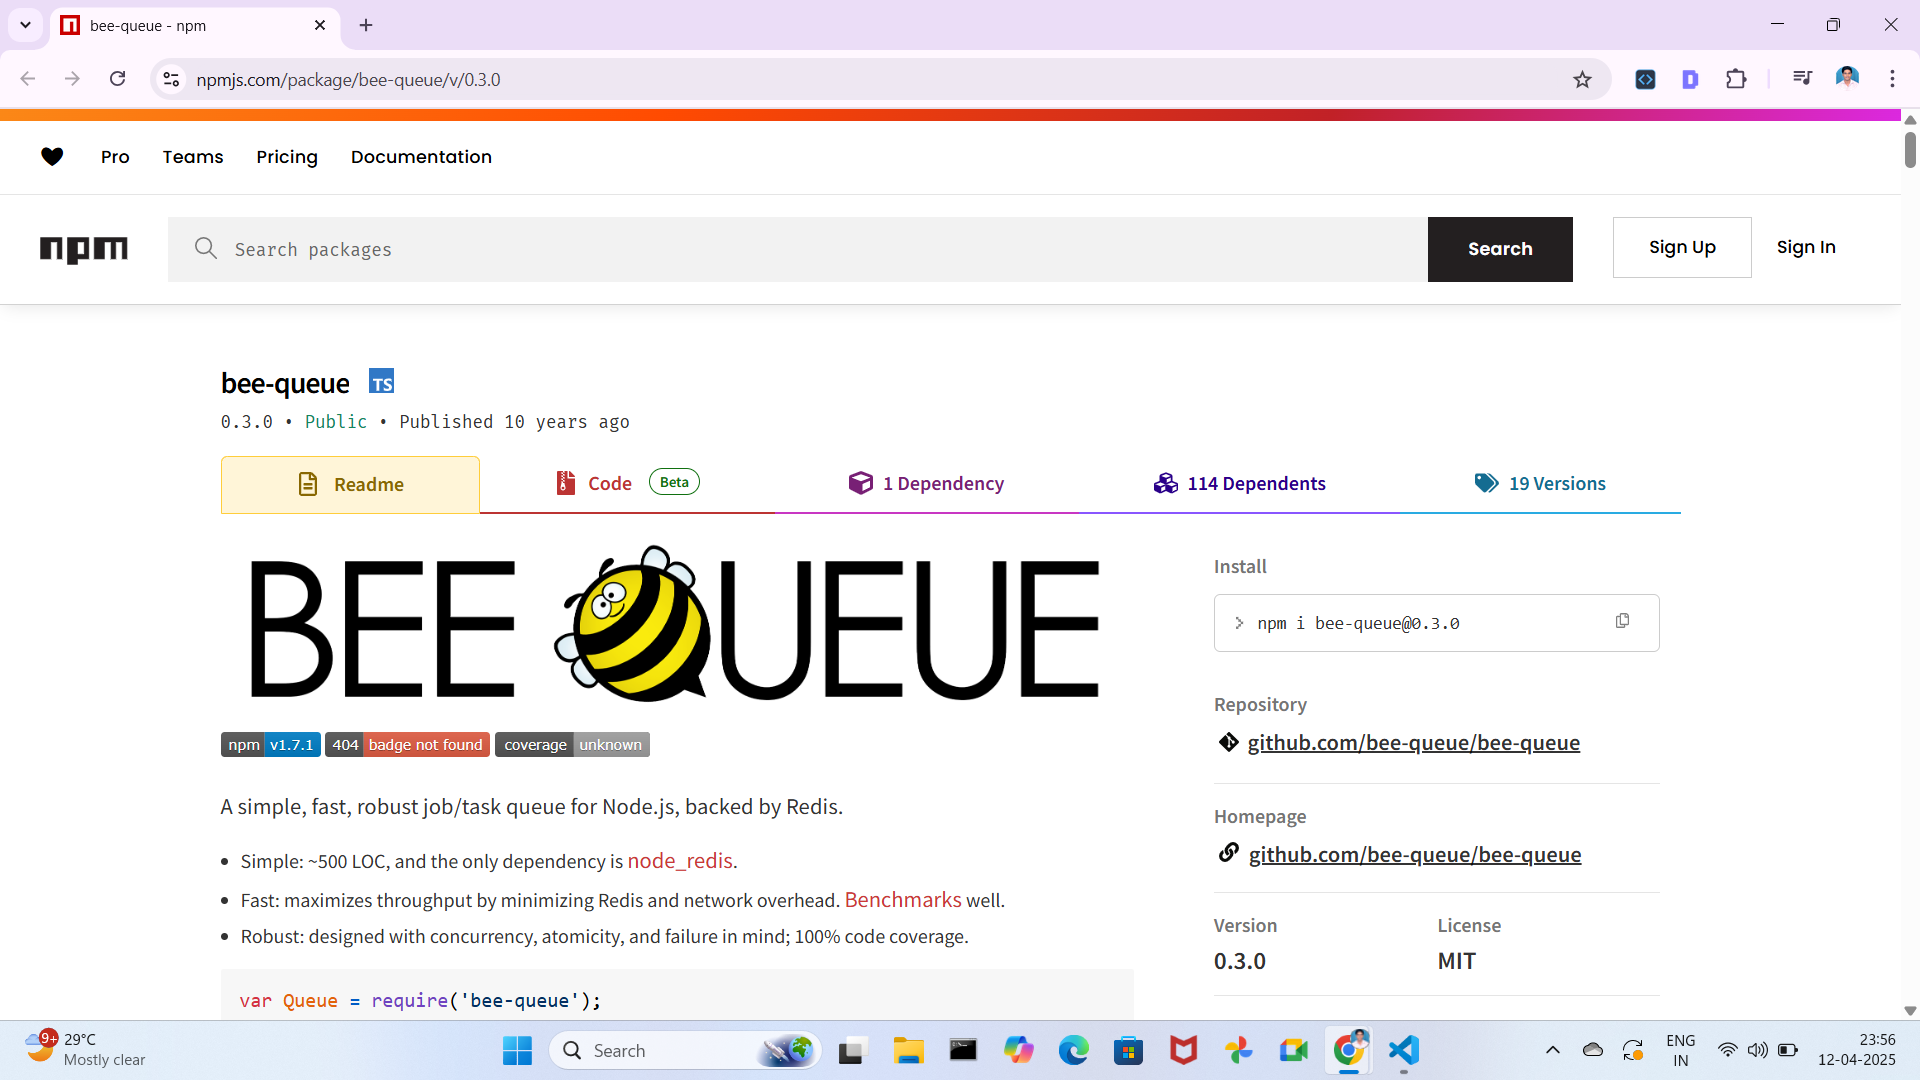 bee-queue - npm
npmjs.com/package/bee-queue/v/0.3.0
Pro Teams Pricing Documentation
npm Search packages Search Sign Up Sign In
bee-queue TS
0.3.0 • Public • Published 10 years ago
Readme Code Beta 1 Dependency 114 Dependents 19 Versions
BEE QUEUE
npm v1.7.1 404 badge not found coverage unknown
A simple, fast, robust job/task queue for Node.js, backed by Redis.
• Simple: ~500 LOC, and the only dependency is node_redis.
• Fast: maximizes throughput by minimizing Redis and network overhead. Benchmarks well.
• Robust: designed with concurrency, atomicity, and failure in mind; 100% code coverage.
var Queue = require('bee-queue');
Install
> npm i bee-queue@0.3.0
Repository
github.com/bee-queue/bee-queue
Homepage
github.com/bee-queue/bee-queue
Version License
0.3.0 MIT
9+ 29°C
Mostly clear
Search
ENG
IN
23:56
12-04-2025